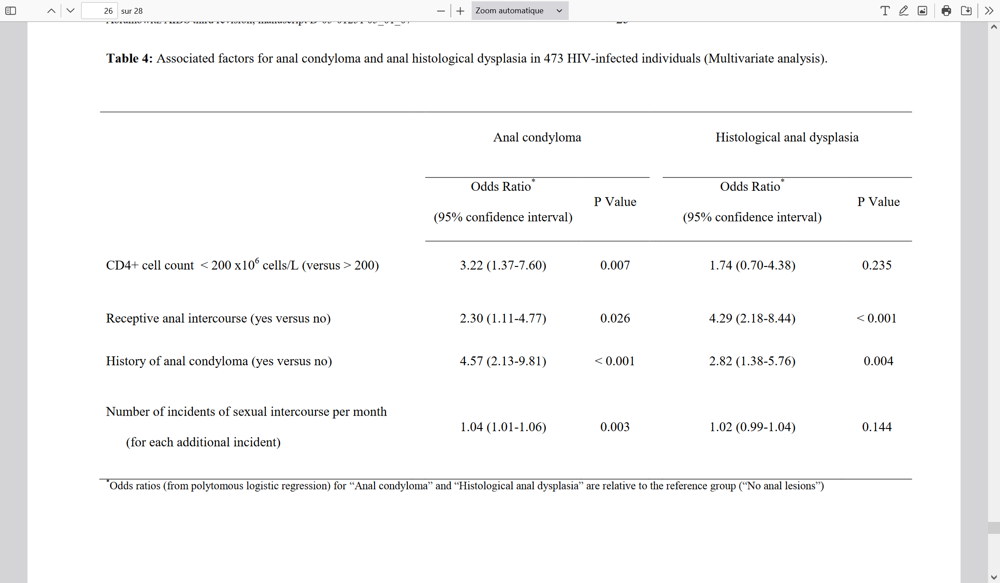 26 sur 28 Zoom automatique
Table 4: Associated factors for anal condyloma and anal histological dysplasia in 473 HIV-infected individuals (Multivariate analysis).
Anal condyloma Histological anal dysplasia
Odds Ratio* Odds Ratio*
P Value P Value
(95% confidence interval) (95% confidence interval)
CD4+ cell count < 200 x10⁶ cells/L (versus > 200) 3.22 (1.37-7.60) 0.007 1.74 (0.70-4.38) 0.235
Receptive anal intercourse (yes versus no) 2.30 (1.11-4.77) 0.026 4.29 (2.18-8.44) < 0.001
History of anal condyloma (yes versus no) 4.57 (2.13-9.81) < 0.001 2.82 (1.38-5.76) 0.004
Number of incidents of sexual intercourse per month
1.04 (1.01-1.06) 0.003 1.02 (0.99-1.04) 0.144
(for each additional incident)
*Odds ratios (from polytomous logistic regression) for “Anal condyloma” and “Histological anal dysplasia” are relative to the reference group (“No anal lesions”)